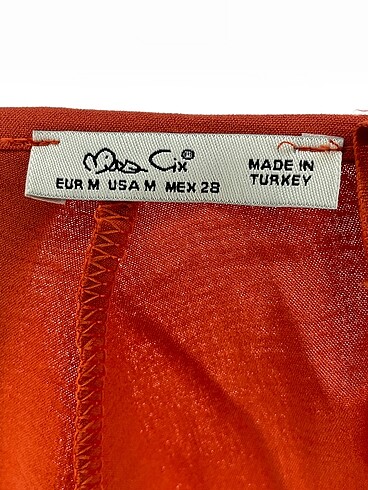 Miss Cix®
EUR M USA M MEX 28
MADE IN
TURKEY